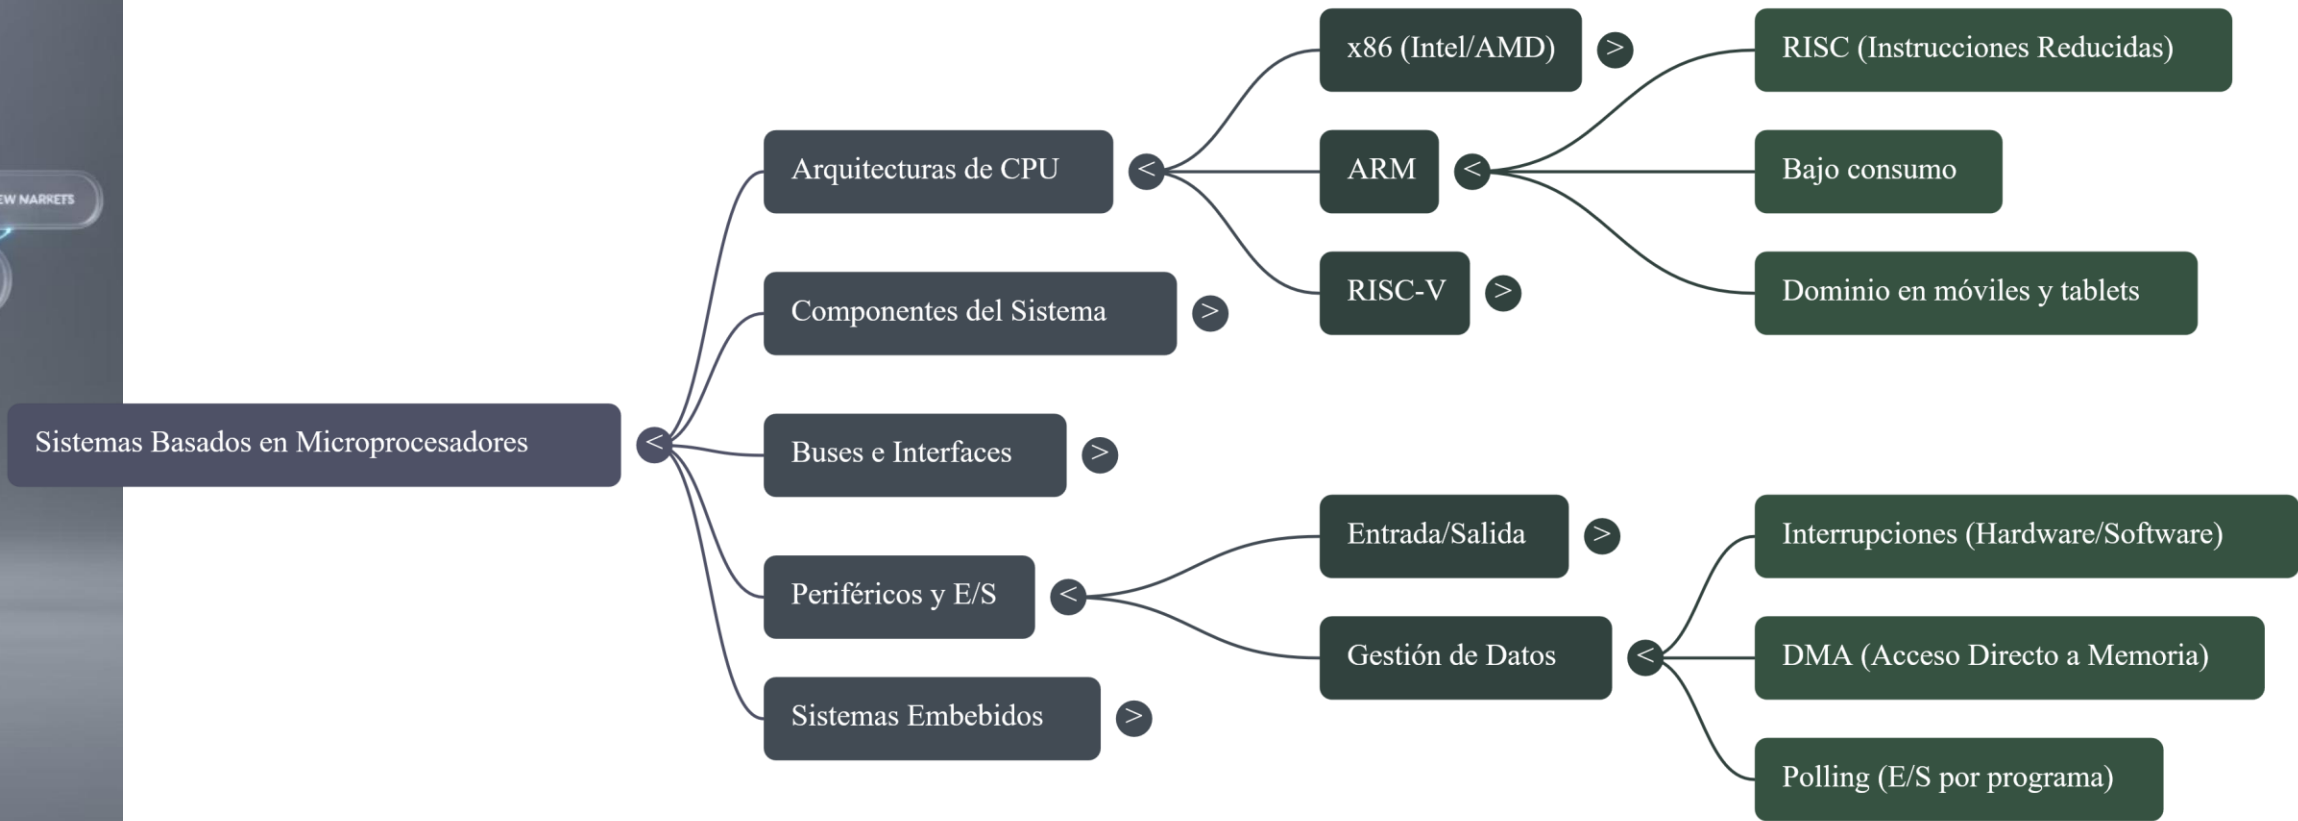 x86 (Intel/AMD)
>
RISC (Instrucciones Reducidas)
Arquitecturas de CPU
<
ARM
<
Bajo consumo
RISC-V
>
Dominio en móviles y tablets
Componentes del Sistema
>
Sistemas Basados en Microprocesadores
<
Buses e Interfaces
>
Periféricos y E/S
<
Entrada/Salida
>
Gestión de Datos
<
Interrupciones (Hardware/Software)
DMA (Acceso Directo a Memoria)
Polling (E/S por programa)
Sistemas Embebidos
>
MARKETS